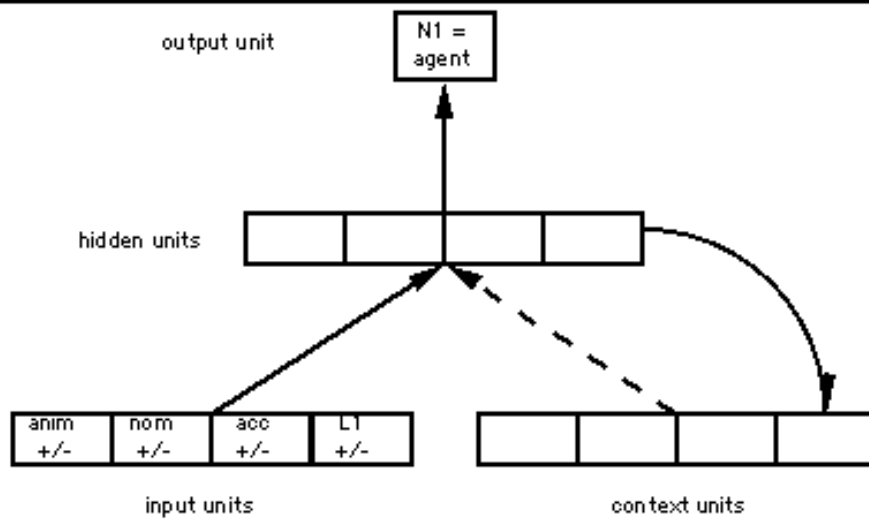 output unit
N1 =
agent
hidden units
anim nom acc L1
+/- +/- +/- +/-
input units
context units